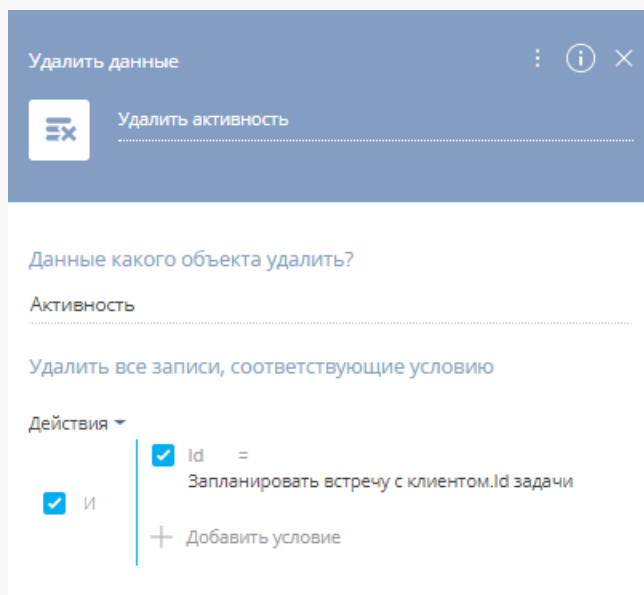 Удалить данные
Удалить активность
Данные какого объекта удалить?
Активность
Удалить все записи, соответствующие условию
Действия
Id =
Запланировать встречу с клиентом.Id задачи
И
Добавить условие